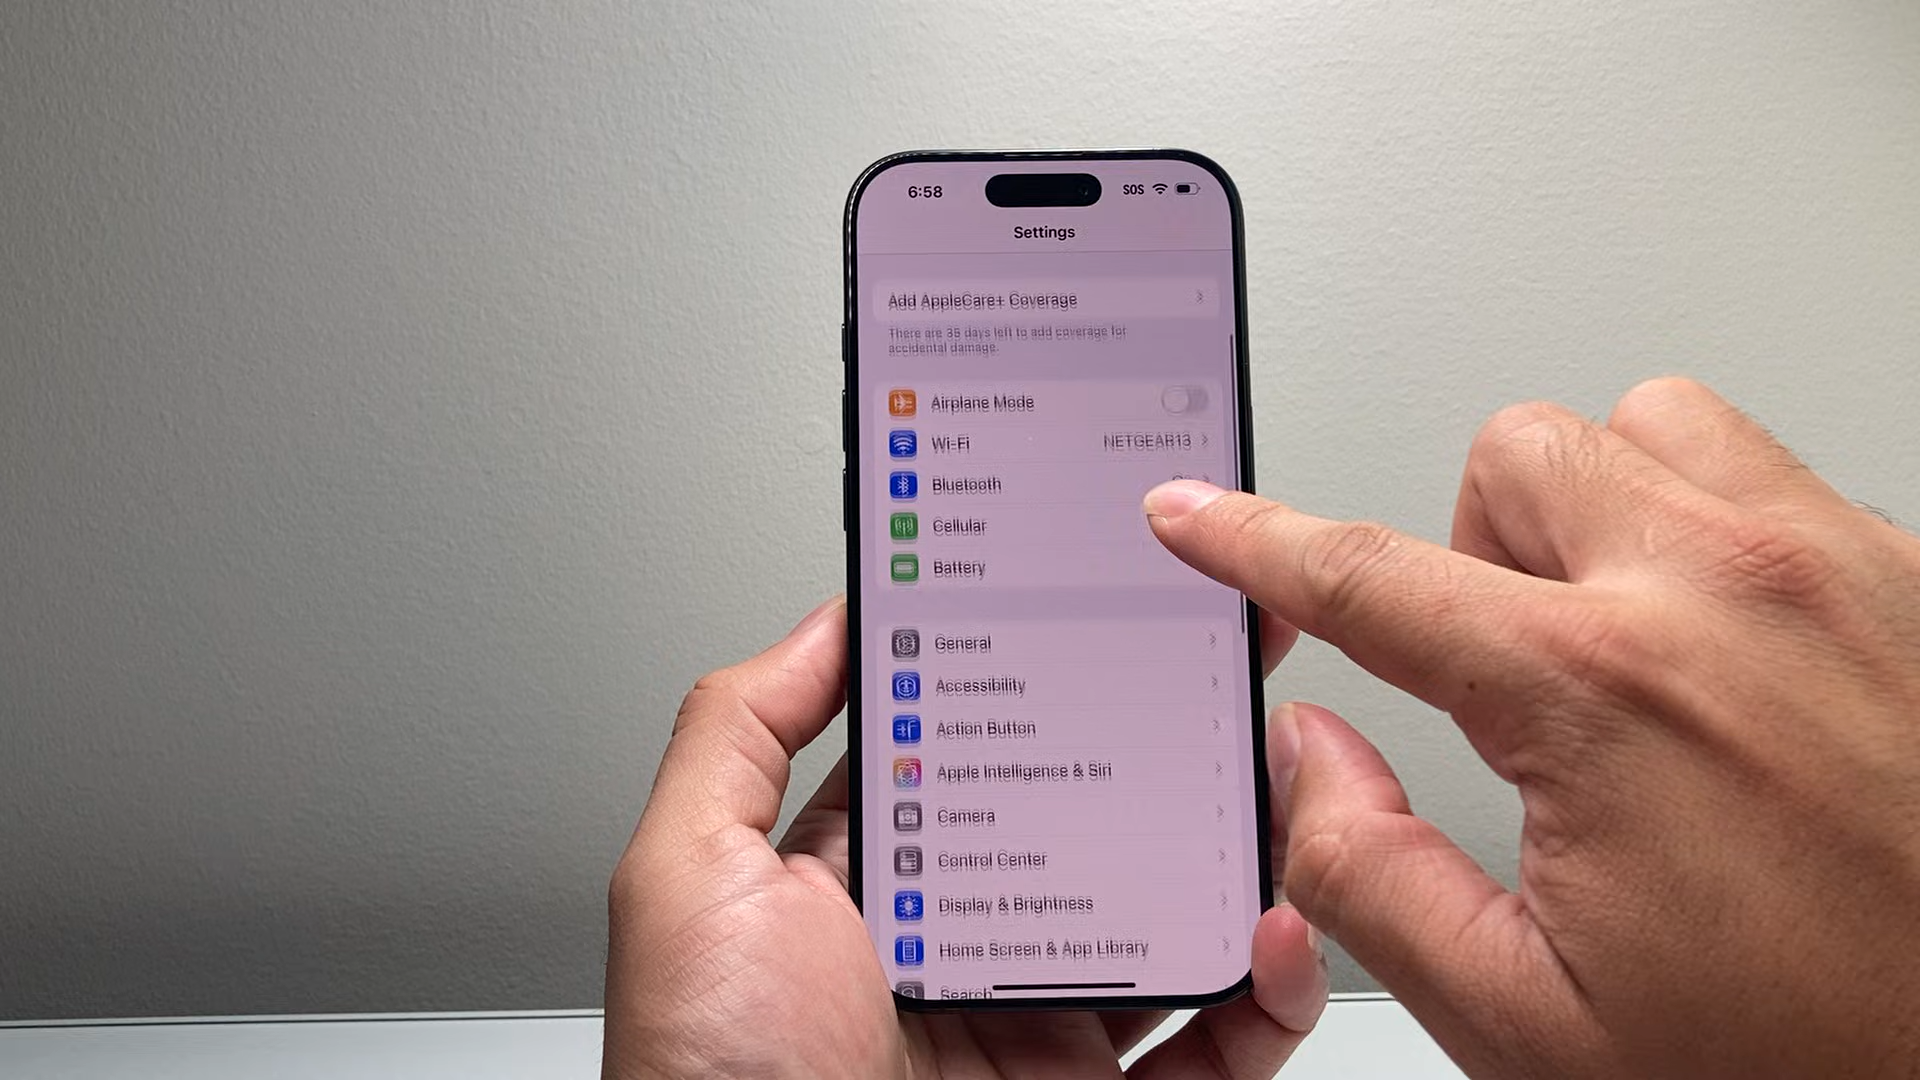 6:58
SOS
Settings
Add AppleCare+ Coverage
There are 35 days left to add coverage for
accidental damage.
Airplane Mode
Wi-Fi NETGEAR13
Bluetooth
Cellular
Battery
General
Accessibility
Action Button
Apple Intelligence & Siri
Camera
Control Center
Display & Brightness
Home Screen & App Library
Search